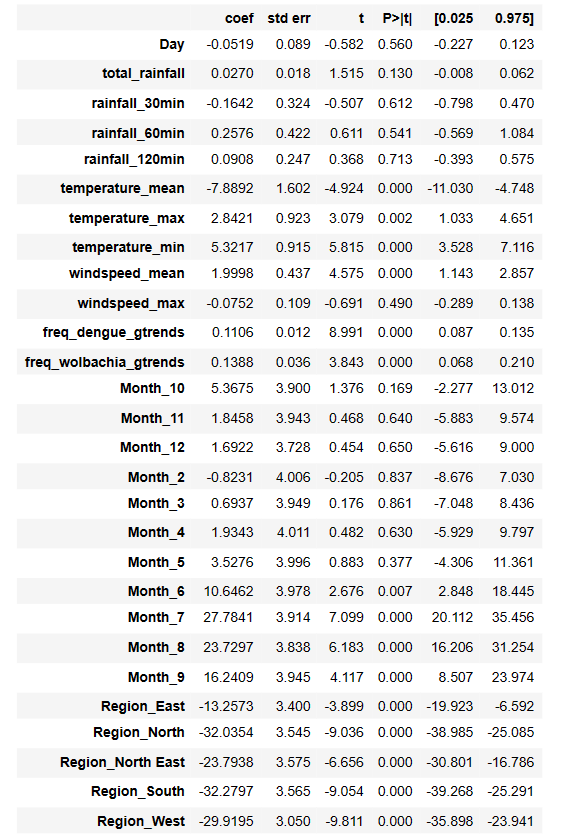 coef std err t P>|t| [0.025 0.975]
Day -0.0519 0.089 -0.582 0.560 -0.227 0.123
total_rainfall 0.0270 0.018 1.515 0.130 -0.008 0.062
rainfall_30min -0.1642 0.324 -0.507 0.612 -0.798 0.470
rainfall_60min 0.2576 0.422 0.611 0.541 -0.569 1.084
rainfall_120min 0.0908 0.247 0.368 0.713 -0.393 0.575
temperature_mean -7.8892 1.602 -4.924 0.000 -11.030 -4.748
temperature_max 2.8421 0.923 3.079 0.002 1.033 4.651
temperature_min 5.3217 0.915 5.815 0.000 3.528 7.116
windspeed_mean 1.9998 0.437 4.575 0.000 1.143 2.857
windspeed_max -0.0752 0.109 -0.691 0.490 -0.289 0.138
freq_dengue_gtrends 0.1106 0.012 8.991 0.000 0.087 0.135
freq_wolbachia_gtrends 0.1388 0.036 3.843 0.000 0.068 0.210
Month_10 5.3675 3.900 1.376 0.169 -2.277 13.012
Month_11 1.8458 3.943 0.468 0.640 -5.883 9.574
Month_12 1.6922 3.728 0.454 0.650 -5.616 9.000
Month_2 -0.8231 4.006 -0.205 0.837 -8.676 7.030
Month_3 0.6937 3.949 0.176 0.861 -7.048 8.436
Month_4 1.9343 4.011 0.482 0.630 -5.929 9.797
Month_5 3.5276 3.996 0.883 0.377 -4.306 11.361
Month_6 10.6462 3.978 2.676 0.007 2.848 18.445
Month_7 27.7841 3.914 7.099 0.000 20.112 35.456
Month_8 23.7297 3.838 6.183 0.000 16.206 31.254
Month_9 16.2409 3.945 4.117 0.000 8.507 23.974
Region_East -13.2573 3.400 -3.899 0.000 -19.923 -6.592
Region_North -32.0354 3.545 -9.036 0.000 -38.985 -25.085
Region_North East -23.7938 3.575 -6.656 0.000 -30.801 -16.786
Region_South -32.2797 3.565 -9.054 0.000 -39.268 -25.291
Region_West -29.9195 3.050 -9.811 0.000 -35.898 -23.941